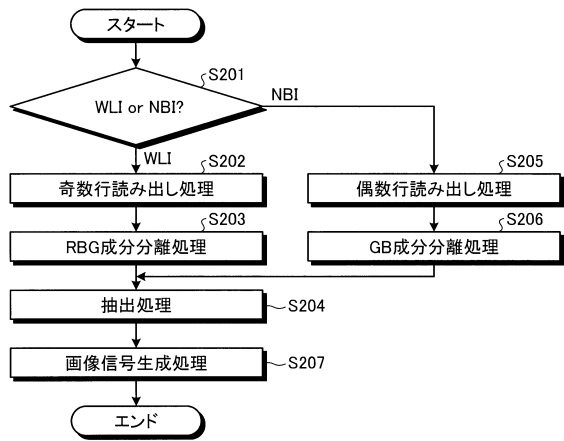 スタート
S201
WLI or NBI?
NBI
WLI
S202
奇数行読み出し処理
S205
偶数行読み出し処理
S203
RBG成分分離処理
S206
GB成分分離処理
抽出処理
S204
画像信号生成処理
S207
エンド